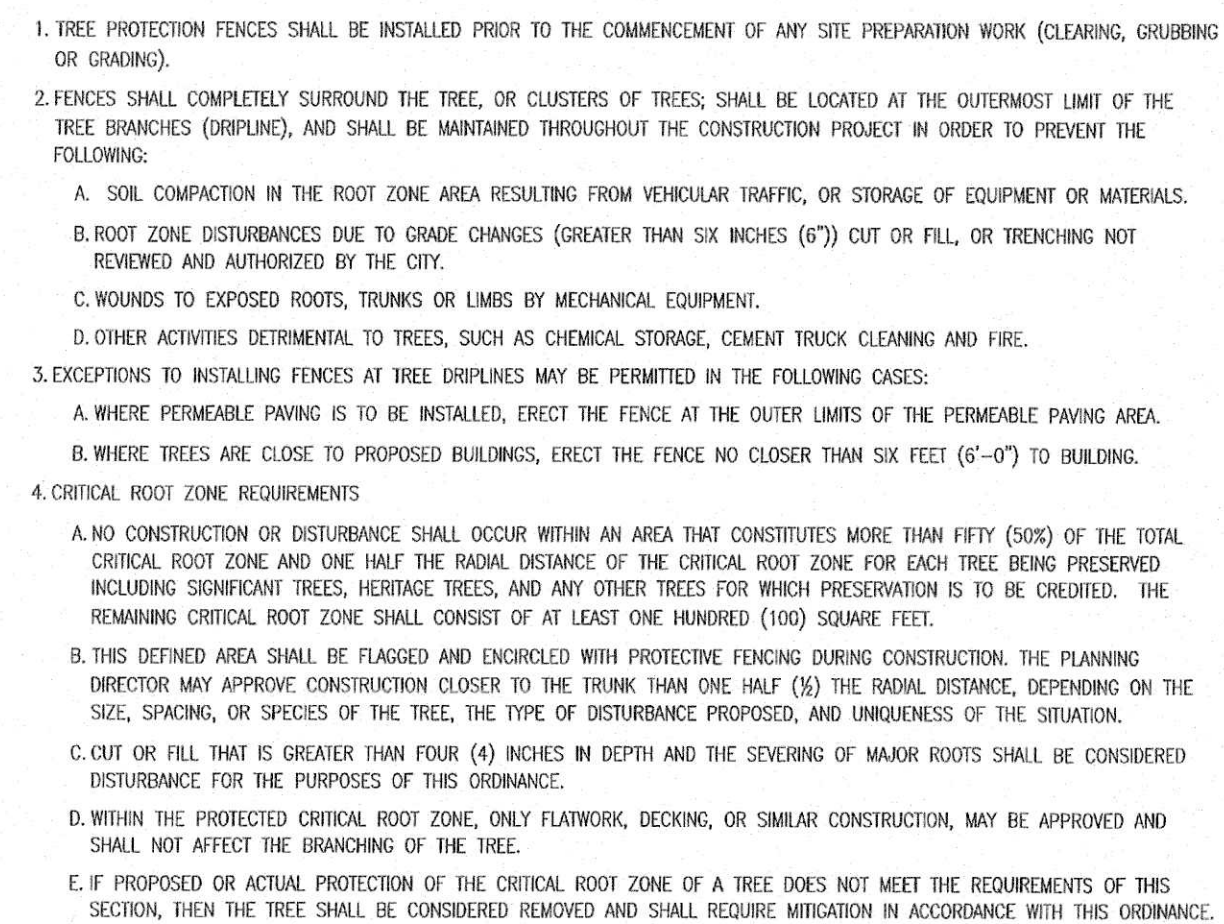 1. TREE PROTECTION FENCES SHALL BE INSTALLED PRIOR TO THE COMMENCEMENT OF ANY SITE PREPARATION WORK (CLEARING, GRUBBING
OR GRADING).
2. FENCES SHALL COMPLETELY SURROUND THE TREE, OR CLUSTERS OF TREES; SHALL BE LOCATED AT THE OUTERMOST LIMIT OF THE
TREE BRANCHES (DRIPLINE), AND SHALL BE MAINTAINED THROUGHOUT THE CONSTRUCTION PROJECT IN ORDER TO PREVENT THE
FOLLOWING:
A. SOIL COMPACTION IN THE ROOT ZONE AREA RESULTING FROM VEHICULAR TRAFFIC, OR STORAGE OF EQUIPMENT OR MATERIALS.
B. ROOT ZONE DISTURBANCES DUE TO GRADE CHANGES (GREATER THAN SIX INCHES (6")) CUT OR FILL, OR TRENCHING NOT
REVIEWED AND AUTHORIZED BY THE CITY.
C. WOUNDS TO EXPOSED ROOTS, TRUNKS OR LIMBS BY MECHANICAL EQUIPMENT.
D. OTHER ACTIVITIES DETRIMENTAL TO TREES, SUCH AS CHEMICAL STORAGE, CEMENT TRUCK CLEANING AND FIRE.
3. EXCEPTIONS TO INSTALLING FENCES AT TREE DRIPLINES MAY BE PERMITTED IN THE FOLLOWING CASES:
A. WHERE PERMEABLE PAVING IS TO BE INSTALLED, ERECT THE FENCE AT THE OUTER LIMITS OF THE PERMEABLE PAVING AREA.
B. WHERE TREES ARE CLOSE TO PROPOSED BUILDINGS, ERECT THE FENCE NO CLOSER THAN SIX FEET (6'-0") TO BUILDING.
4. CRITICAL ROOT ZONE REQUIREMENTS
A. NO CONSTRUCTION OR DISTURBANCE SHALL OCCUR WITHIN AN AREA THAT CONSTITUTES MORE THAN FIFTY (50%) OF THE TOTAL
CRITICAL ROOT ZONE AND ONE HALF THE RADIAL DISTANCE OF THE CRITICAL ROOT ZONE FOR EACH TREE BEING PRESERVED
INCLUDING SIGNIFICANT TREES, HERITAGE TREES, AND ANY OTHER TREES FOR WHICH PRESERVATION IS TO BE CREDITED. THE
REMAINING CRITICAL ROOT ZONE SHALL CONSIST OF AT LEAST ONE HUNDRED (100) SQUARE FEET.
B. THIS DEFINED AREA SHALL BE FLAGGED AND ENCIRCLED WITH PROTECTIVE FENCING DURING CONSTRUCTION. THE PLANNING
DIRECTOR MAY APPROVE CONSTRUCTION CLOSER TO THE TRUNK THAN ONE HALF (½) THE RADIAL DISTANCE, DEPENDING ON THE
SIZE, SPACING, OR SPECIES OF THE TREE, THE TYPE OF DISTURBANCE PROPOSED, AND UNIQUENESS OF THE SITUATION.
C. CUT OR FILL THAT IS GREATER THAN FOUR (4) INCHES IN DEPTH AND THE SEVERING OF MAJOR ROOTS SHALL BE CONSIDERED
DISTURBANCE FOR THE PURPOSES OF THIS ORDINANCE.
D. WITHIN THE PROTECTED CRITICAL ROOT ZONE, ONLY FLATWORK, DECKING, OR SIMILAR CONSTRUCTION, MAY BE APPROVED AND
SHALL NOT AFFECT THE BRANCHING OF THE TREE.
E. IF PROPOSED OR ACTUAL PROTECTION OF THE CRITICAL ROOT ZONE OF A TREE DOES NOT MEET THE REQUIREMENTS OF THIS
SECTION, THEN THE TREE SHALL BE CONSIDERED REMOVED AND SHALL REQUIRE MITIGATION IN ACCORDANCE WITH THIS ORDINANCE.